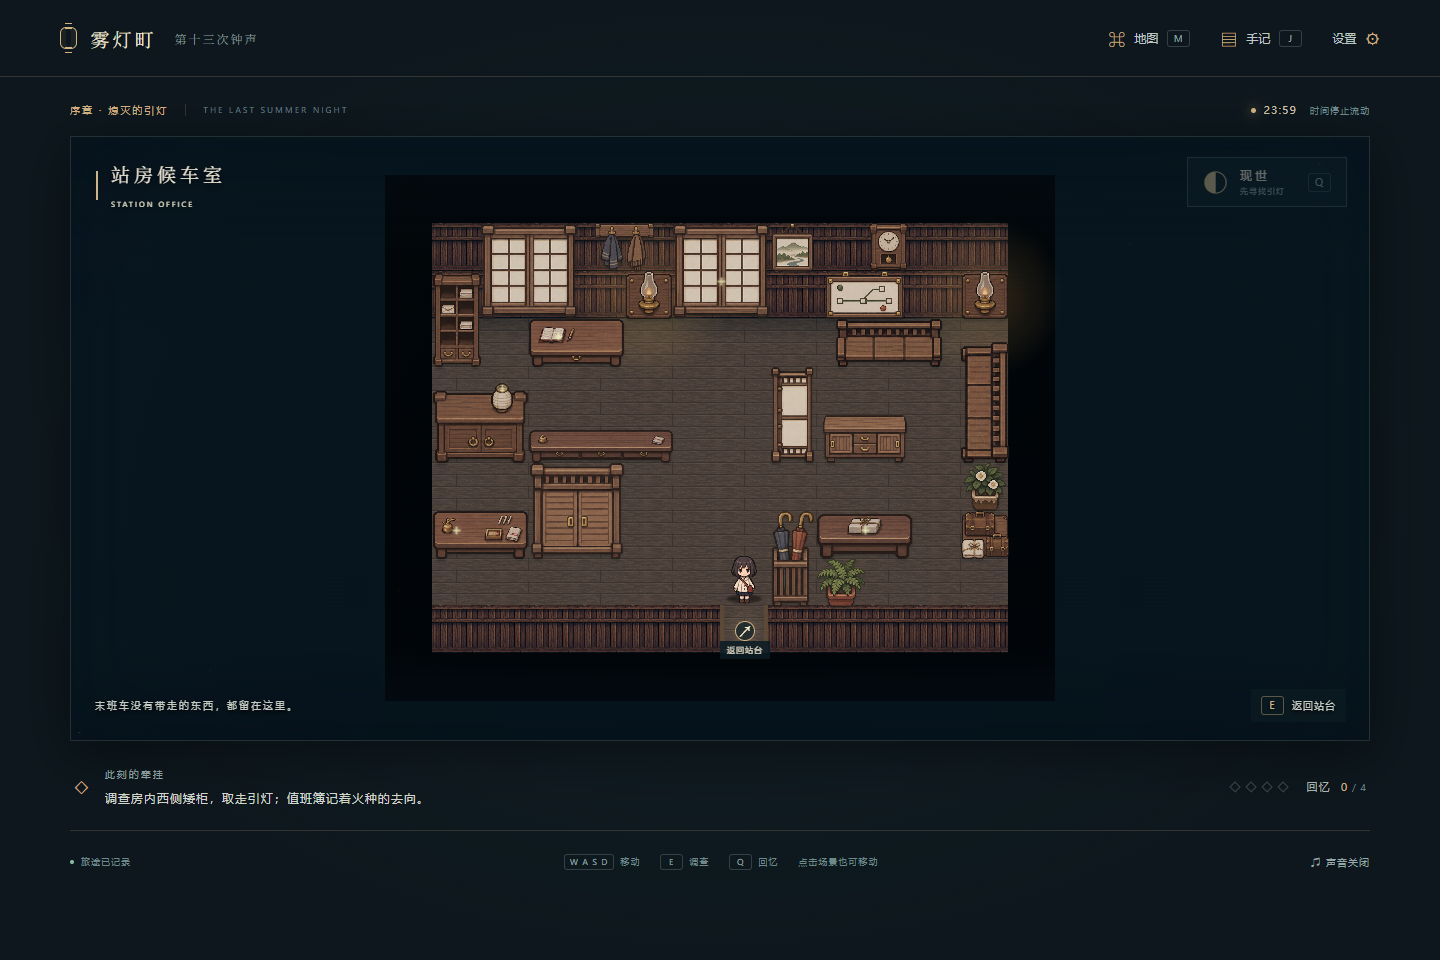 雾灯町 第十三次钟声
地图 M 手记 J 设置
序章 · 熄灭的引灯 THE LAST SUMMER NIGHT
23:59 时间停止流动
站房候车室
STATION OFFICE
现世
先寻找引灯
Q
返回站台
末班车没有带走的东西，都留在这里。
E 返回站台
此刻的牵挂
调查房内西侧矮柜，取走引灯；值班簿记着火种的去向。
回忆 0 / 4
旅途已记录
WASD 移动 E 调查 Q 回忆 点击场景也可移动
声音关闭